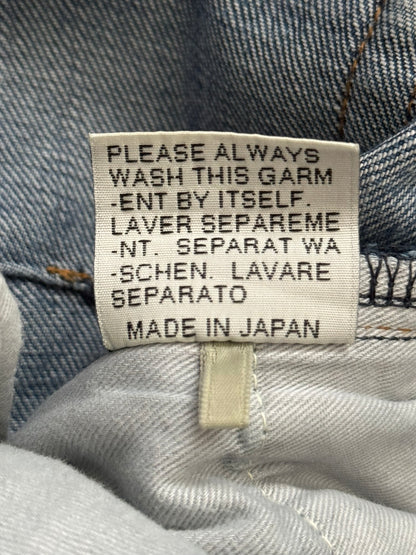 PLEASE ALWAYS
WASH THIS GARM
-ENT BY ITSELF.
LAVER SEPAREME
-NT. SEPARAT WA
-SCHEN. LAVARE
SEPARATO
MADE IN JAPAN